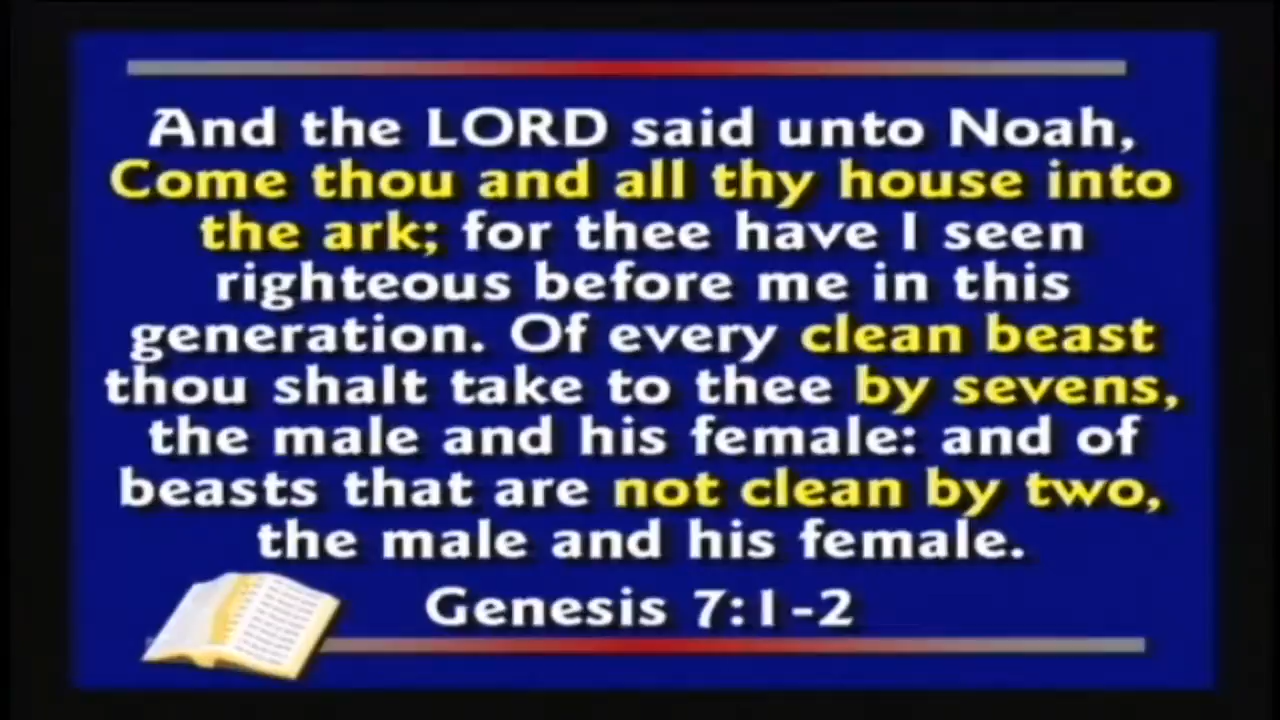 And the LORD said unto Noah,
Come thou and all thy house into
the ark; for thee have I seen
righteous before me in this
generation. Of every clean beast
thou shalt take to thee by sevens,
the male and his female: and of
beasts that are not clean by two,
the male and his female.
Genesis 7:1-2